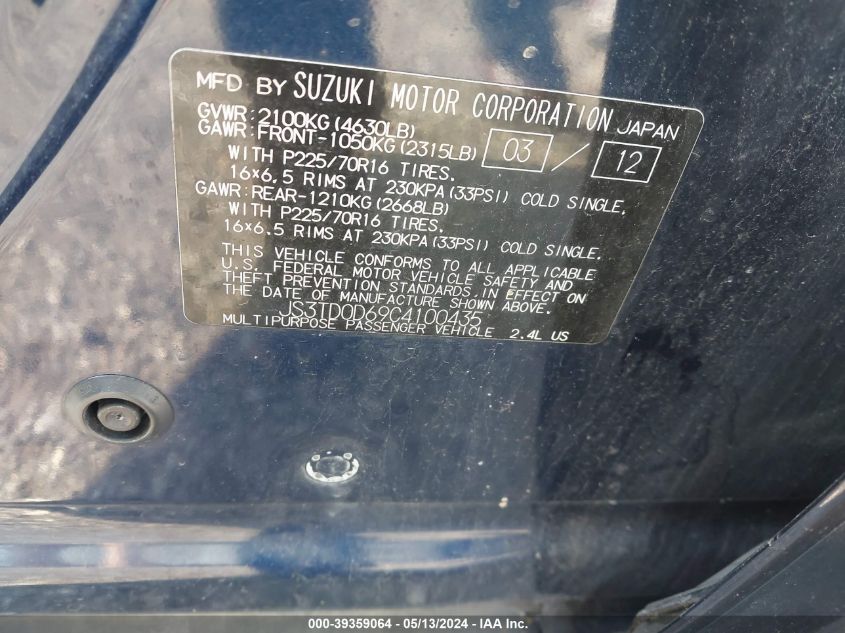 MFD BY SUZUKI MOTOR CORPORATION JAPAN
GVWR:2100KG(4630LB)
GAWR:FRONT-1050KG(2315LB) 03 / 12
WITH P225/70R16 TIRES.
16×6.5 RIMS AT 230KPA(33PSI) COLD SINGLE.
GAWR:REAR-1210KG(2668LB)
WITH P225/70R16 TIRES.
16×6.5 RIMS AT 230KPA(33PSI) COLD SINGLE.
THIS VEHICLE CONFORMS TO ALL APPLICABLE
U.S. FEDERAL MOTOR VEHICLE SAFETY AND
THEFT PREVENTION STANDARDS IN EFFECT ON
THE DATE OF MANUFACTURE SHOWN ABOVE.
JS3TD0D69C4100435
MULTIPURPOSE PASSENGER VEHICLE 2.4L US
000-39359064 - 05/13/2024 - IAA Inc.